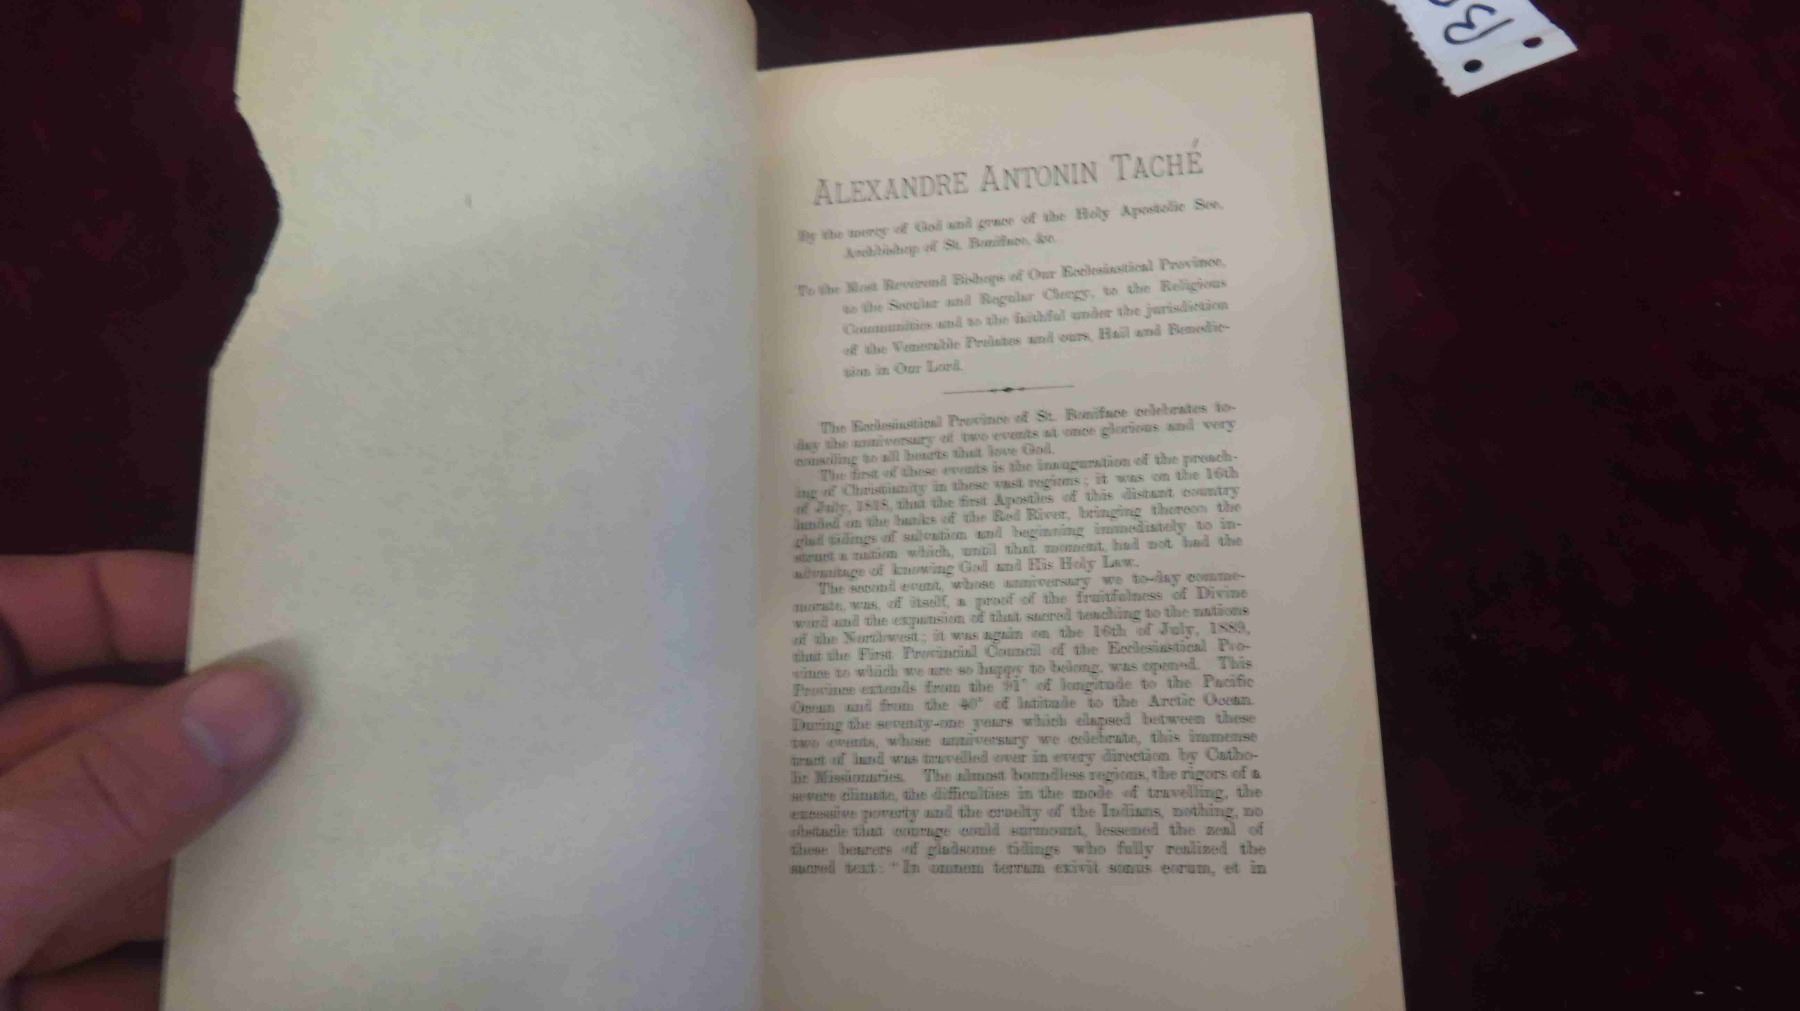 ALEXANDRE ANTONIN TACHÉ
By the mercy of God and grace of the Holy Apostolic See,
Archbishop of St. Boniface, &c.
To the Most Reverend Bishops of Our Ecclesiastical Province,
to the Secular and Regular Clergy, to the Religious
Communities and to the faithful under the jurisdiction
of the Venerable Prelates and ours, Hail and Benedic-
tion in Our Lord.
The Ecclesiastical Province of St. Boniface celebrates to-
day the anniversary of two events at once glorious and very
consoling to all hearts that love God.
The first of these events is the inauguration of the preach-
ing of Christianity in these vast regions; it was on the 16th
of July, 1818, that the first Apostles of this distant country
landed on the banks of the Red River, bringing thereon the
glad tidings of salvation and beginning immediately to in-
struct a nation which, until that moment, had not had the
advantage of knowing God and His Holy Law.
The second event, whose anniversary we to-day comme-
morate, was, of itself, a proof of the fruitfulness of Divine
word and the expansion of that sacred teaching to the nations
of the Northwest; it was again on the 16th of July, 1889,
that the First Provincial Council of the Ecclesiastical Pro-
vince to which we are so happy to belong, was opened. This
Province extends from the 91° of longitude to the Pacific
Ocean and from the 49° of latitude to the Arctic Ocean.
During the seventy-one years which elapsed between these
two events, whose anniversary we celebrate, this immense
tract of land was travelled over in every direction by Catho-
lic Missionaries. The almost boundless regions, the rigors of a
severe climate, the difficulties in the mode of travelling, the
excessive poverty and the cruelty of the Indians, nothing, no
obstacle that courage could surmount, lessened the zeal of
these bearers of gladsome tidings who fully realized the
sacred text: "In omnem terram exivit sonus eorum, et in